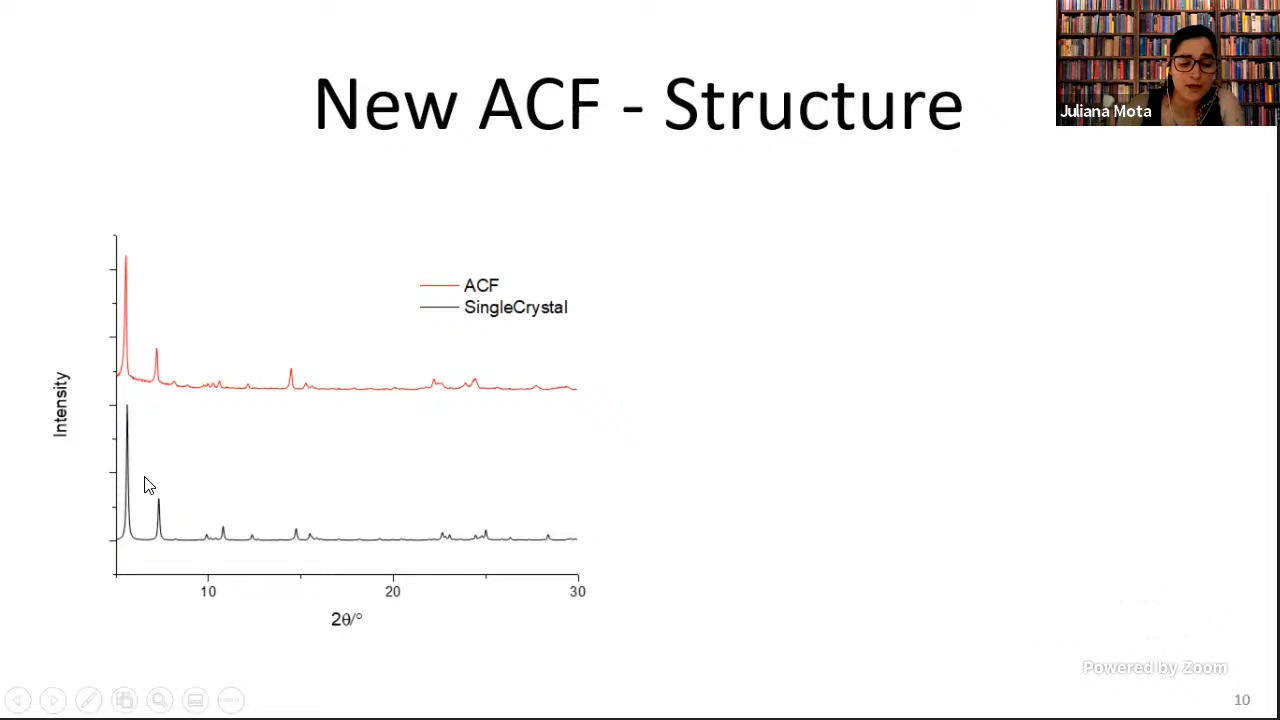 New ACF - Structure
Juliana Mota
ACF
SingleCrystal
Intensity
10
20
30
2θ/°
Powered by Zoom
10